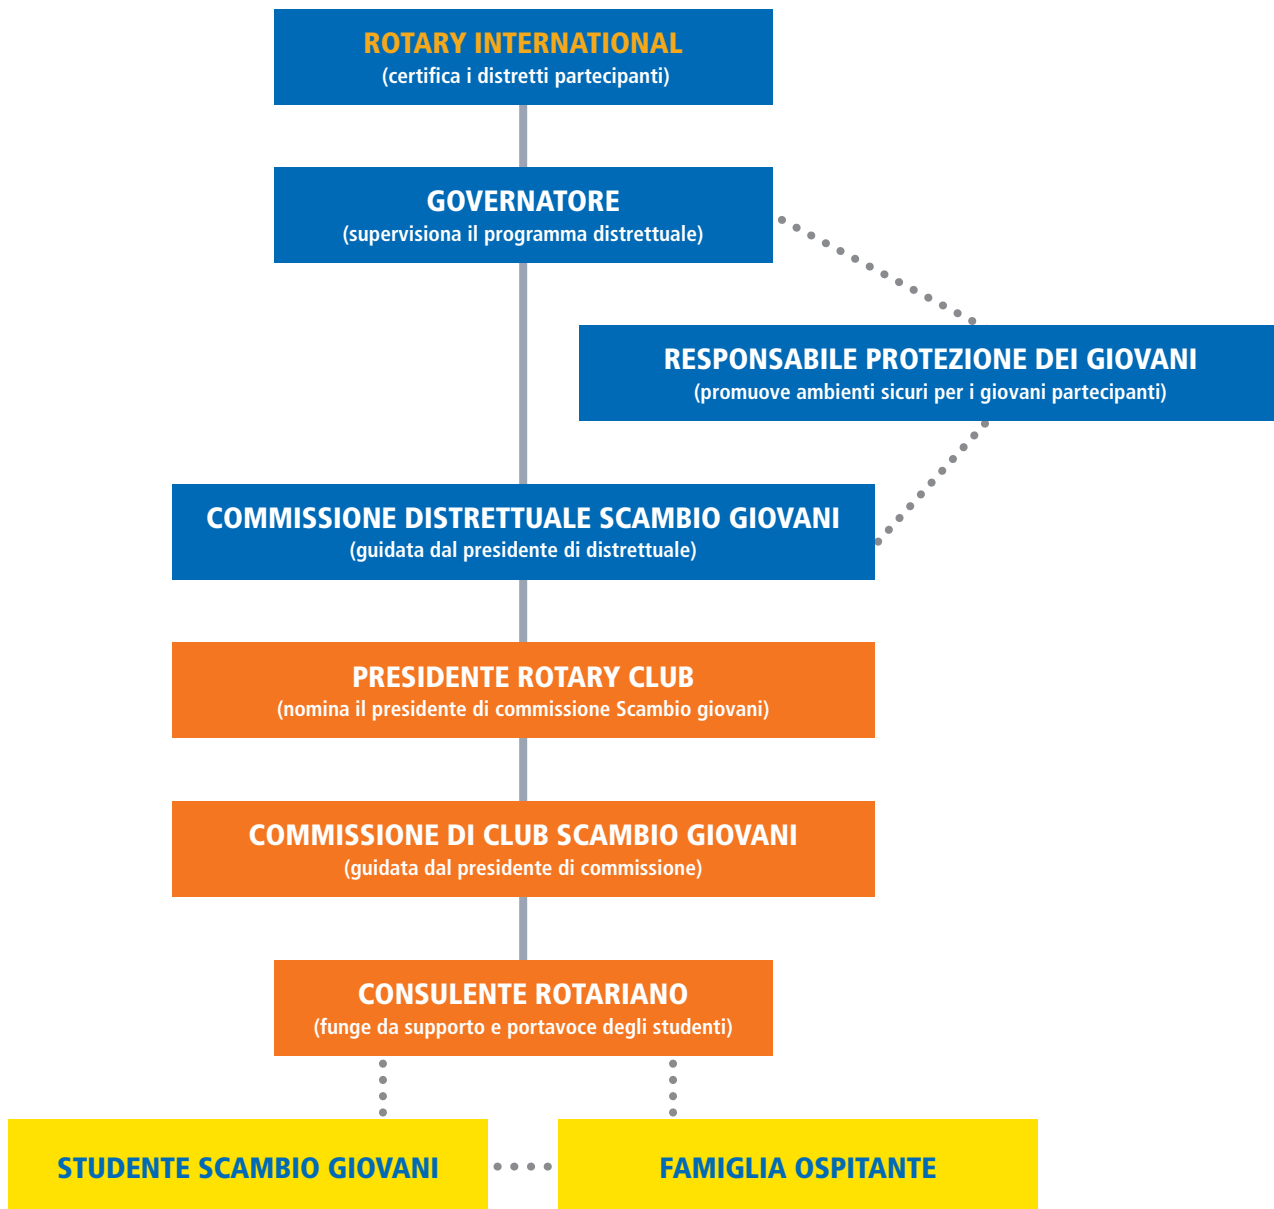 ROTARY INTERNATIONAL
(certifica i distretti partecipanti)
GOVERNATORE
(supervisiona il programma distrettuale)
RESPONSABILE PROTEZIONE DEI GIOVANI
(promuove ambienti sicuri per i giovani partecipanti)
COMMISSIONE DISTRETTUALE SCAMBIO GIOVANI
(guidata dal presidente di distrettuale)
PRESIDENTE ROTARY CLUB
(nomina il presidente di commissione Scambio giovani)
COMMISSIONE DI CLUB SCAMBIO GIOVANI
(guidata dal presidente di commissione)
CONSULENTE ROTARIANO
(funge da supporto e portavoce degli studenti)
STUDENTE SCAMBIO GIOVANI
FAMIGLIA OSPITANTE